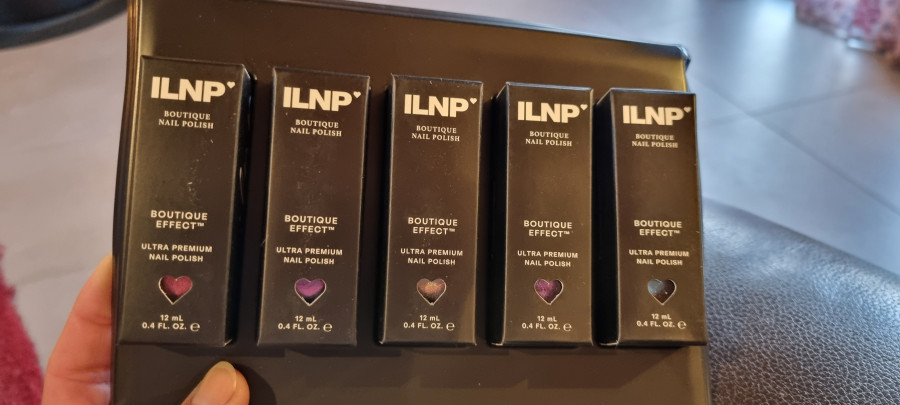 ILNP
BOUTIQUE
NAIL POLISH
BOUTIQUE
EFFECT™
ULTRA PREMIUM
NAIL POLISH
12 mL
0.4 FL. OZ. ℮
ILNP
BOUTIQUE
NAIL POLISH
BOUTIQUE
EFFECT™
ULTRA PREMIUM
NAIL POLISH
12 mL
0.4 FL. OZ. ℮
ILNP
BOUTIQUE
NAIL POLISH
BOUTIQUE
EFFECT™
ULTRA PREMIUM
NAIL POLISH
12 mL
0.4 FL. OZ. ℮
ILNP
BOUTIQUE
NAIL POLISH
BOUTIQUE
EFFECT™
ULTRA PREMIUM
NAIL POLISH
12 mL
0.4 FL. OZ. ℮
ILNP
BOUTIQUE
NAIL POLISH
BOUTIQUE
EFFECT™
ULTRA PREMIUM
NAIL POLISH
12 mL
0.4 FL. OZ. ℮